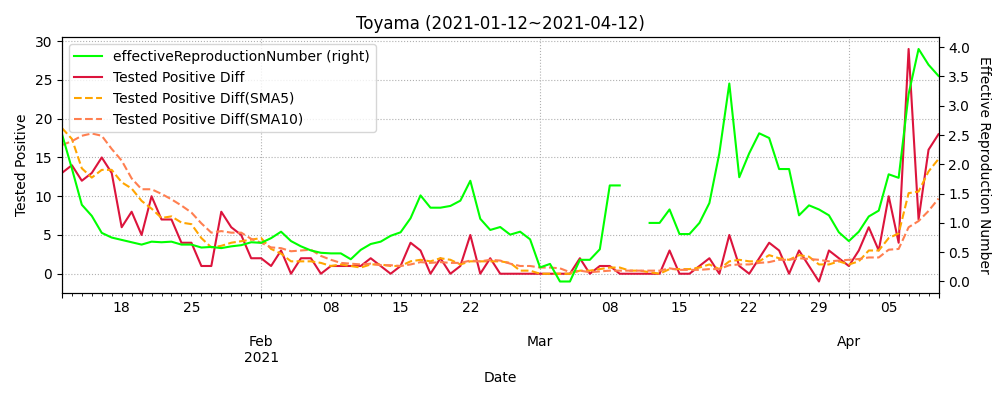 Toyama (2021-01-12~2021-04-12)
effectiveReproductionNumber (right)
Tested Positive Diff
Tested Positive Diff(SMA5)
Tested Positive Diff(SMA10)
Tested Positive
30
25
20
15
10
5
0
Effective Reproduction Number
4.0
3.5
3.0
2.5
2.0
1.5
1.0
0.5
0.0
18 25 08 15 22 08 15 22 29 05
Feb Mar Apr
2021
Date